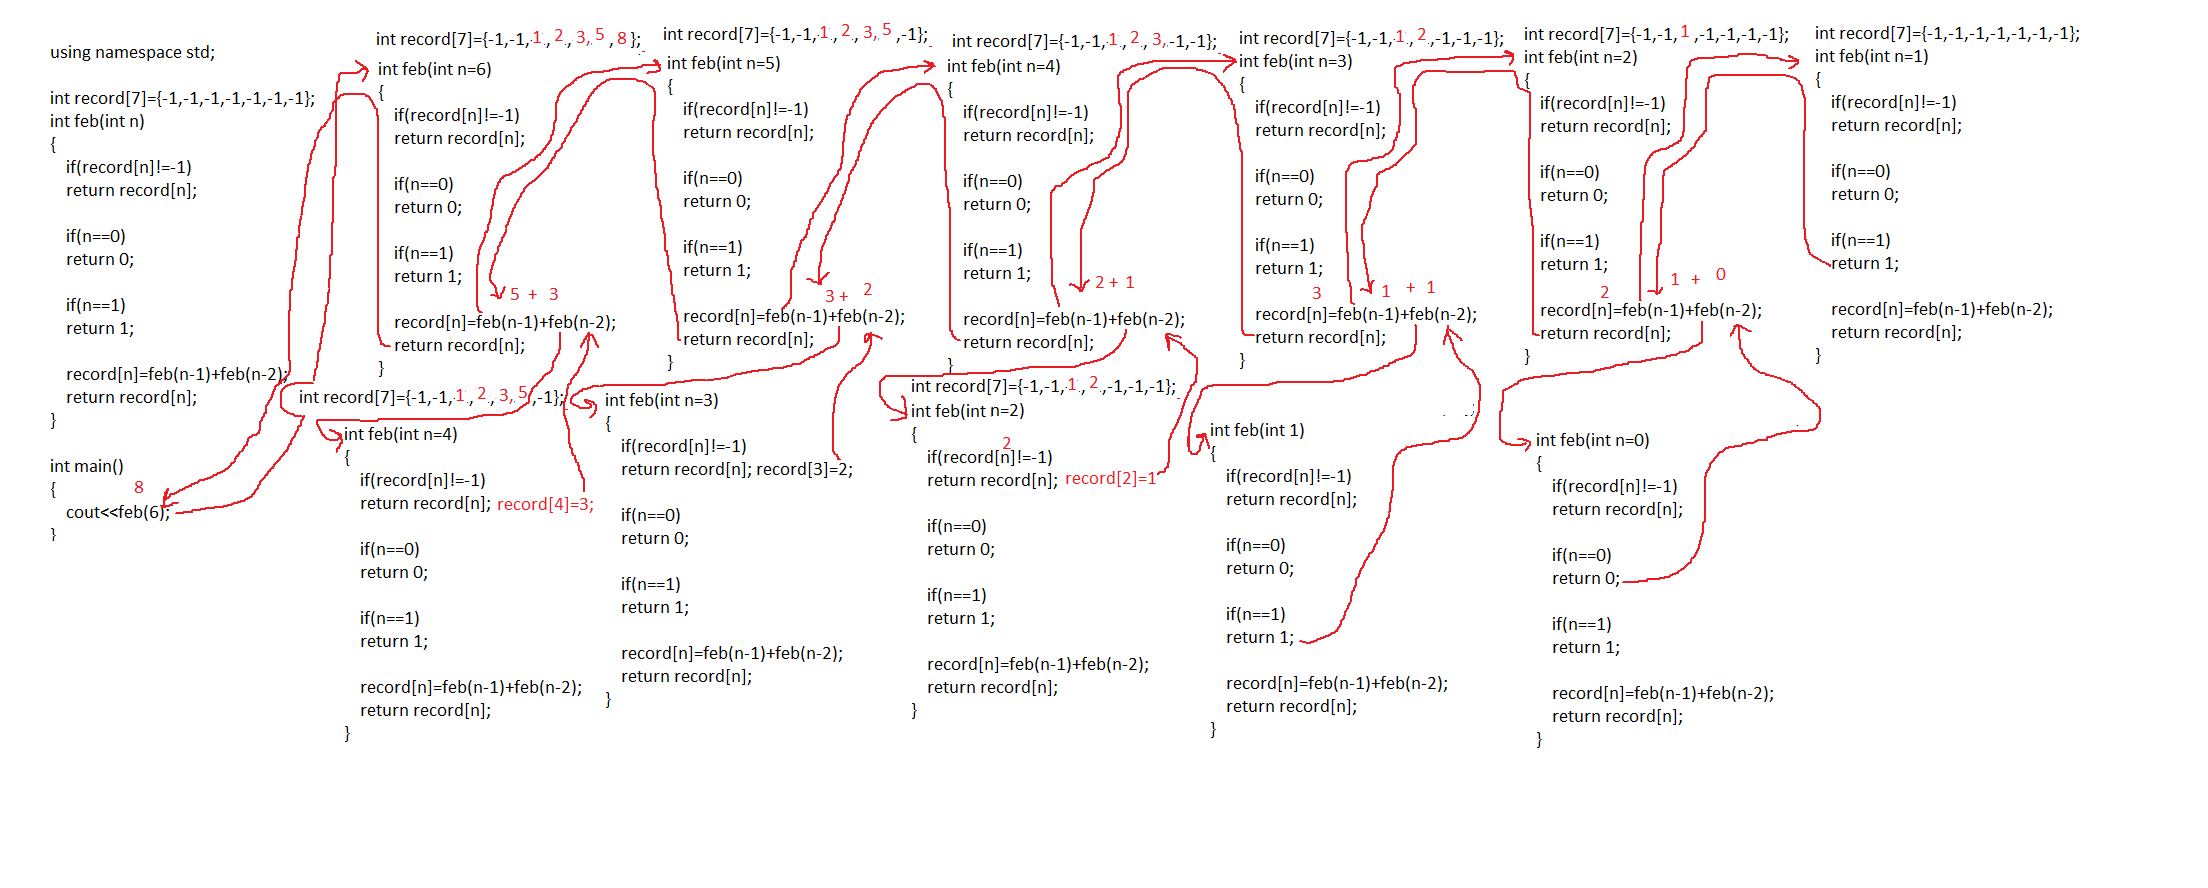 using namespace std;
int record[7]={-1,-1,-1,-1,-1,-1,-1};
int feb(int n)
{
if(record[n]!=-1)
return record[n];
if(n==0)
return 0;
if(n==1)
return 1;
record[n]=feb(n-1)+feb(n-2);
return record[n];
}
int main()
{
8
cout<<feb(6);
}
int record[7]={-1,-1,1,2,3,5,8};
int feb(int n=6)
{
if(record[n]!=-1)
return record[n];
if(n==0)
return 0;
if(n==1)
return 1;
5 + 3
record[n]=feb(n-1)+feb(n-2);
return record[n];
}
int record[7]={-1,-1,1,2,3,5,-1};
int feb(int n=5)
{
if(record[n]!=-1)
return record[n];
if(n==0)
return 0;
if(n==1)
return 1;
3 + 2
record[n]=feb(n-1)+feb(n-2);
return record[n];
}
int record[7]={-1,-1,1,2,3,-1,-1};
int feb(int n=4)
{
if(record[n]!=-1)
return record[n];
if(n==0)
return 0;
if(n==1)
return 1;
2 + 1
record[n]=feb(n-1)+feb(n-2);
return record[n];
}
int record[7]={-1,-1,1,2,-1,-1,-1};
int feb(int n=3)
{
if(record[n]!=-1)
return record[n];
if(n==0)
return 0;
if(n==1)
return 1;
3 1 + 1
record[n]=feb(n-1)+feb(n-2);
return record[n];
}
int record[7]={-1,-1,1,-1,-1,-1,-1};
int feb(int n=2)
{
if(record[n]!=-1)
return record[n];
if(n==0)
return 0;
if(n==1)
return 1;
2 1 + 0
record[n]=feb(n-1)+feb(n-2);
return record[n];
}
int record[7]={-1,-1,-1,-1,-1,-1,-1};
int feb(int n=1)
{
if(record[n]!=-1)
return record[n];
if(n==0)
return 0;
if(n==1)
return 1;
record[n]=feb(n-1)+feb(n-2);
return record[n];
}
int record[7]={-1,-1,1,2,3,5,-1};
int feb(int n=4)
{
if(record[n]!=-1)
return record[n]; record[4]=3;
if(n==0)
return 0;
if(n==1)
return 1;
record[n]=feb(n-1)+feb(n-2);
return record[n];
}
int feb(int n=3)
{
if(record[n]!=-1)
return record[n]; record[3]=2;
if(n==0)
return 0;
if(n==1)
return 1;
record[n]=feb(n-1)+feb(n-2);
return record[n];
}
int record[7]={-1,-1,1,2,-1,-1,-1};
int feb(int n=2)
{
2
if(record[n]!=-1)
return record[n]; record[2]=1
if(n==0)
return 0;
if(n==1)
return 1;
record[n]=feb(n-1)+feb(n-2);
return record[n];
}
int feb(int 1)
{
if(record[n]!=-1)
return record[n];
if(n==0)
return 0;
if(n==1)
return 1;
record[n]=feb(n-1)+feb(n-2);
return record[n];
}
int feb(int n=0)
{
if(record[n]!=-1)
return record[n];
if(n==0)
return 0;
if(n==1)
return 1;
record[n]=feb(n-1)+feb(n-2);
return record[n];
}